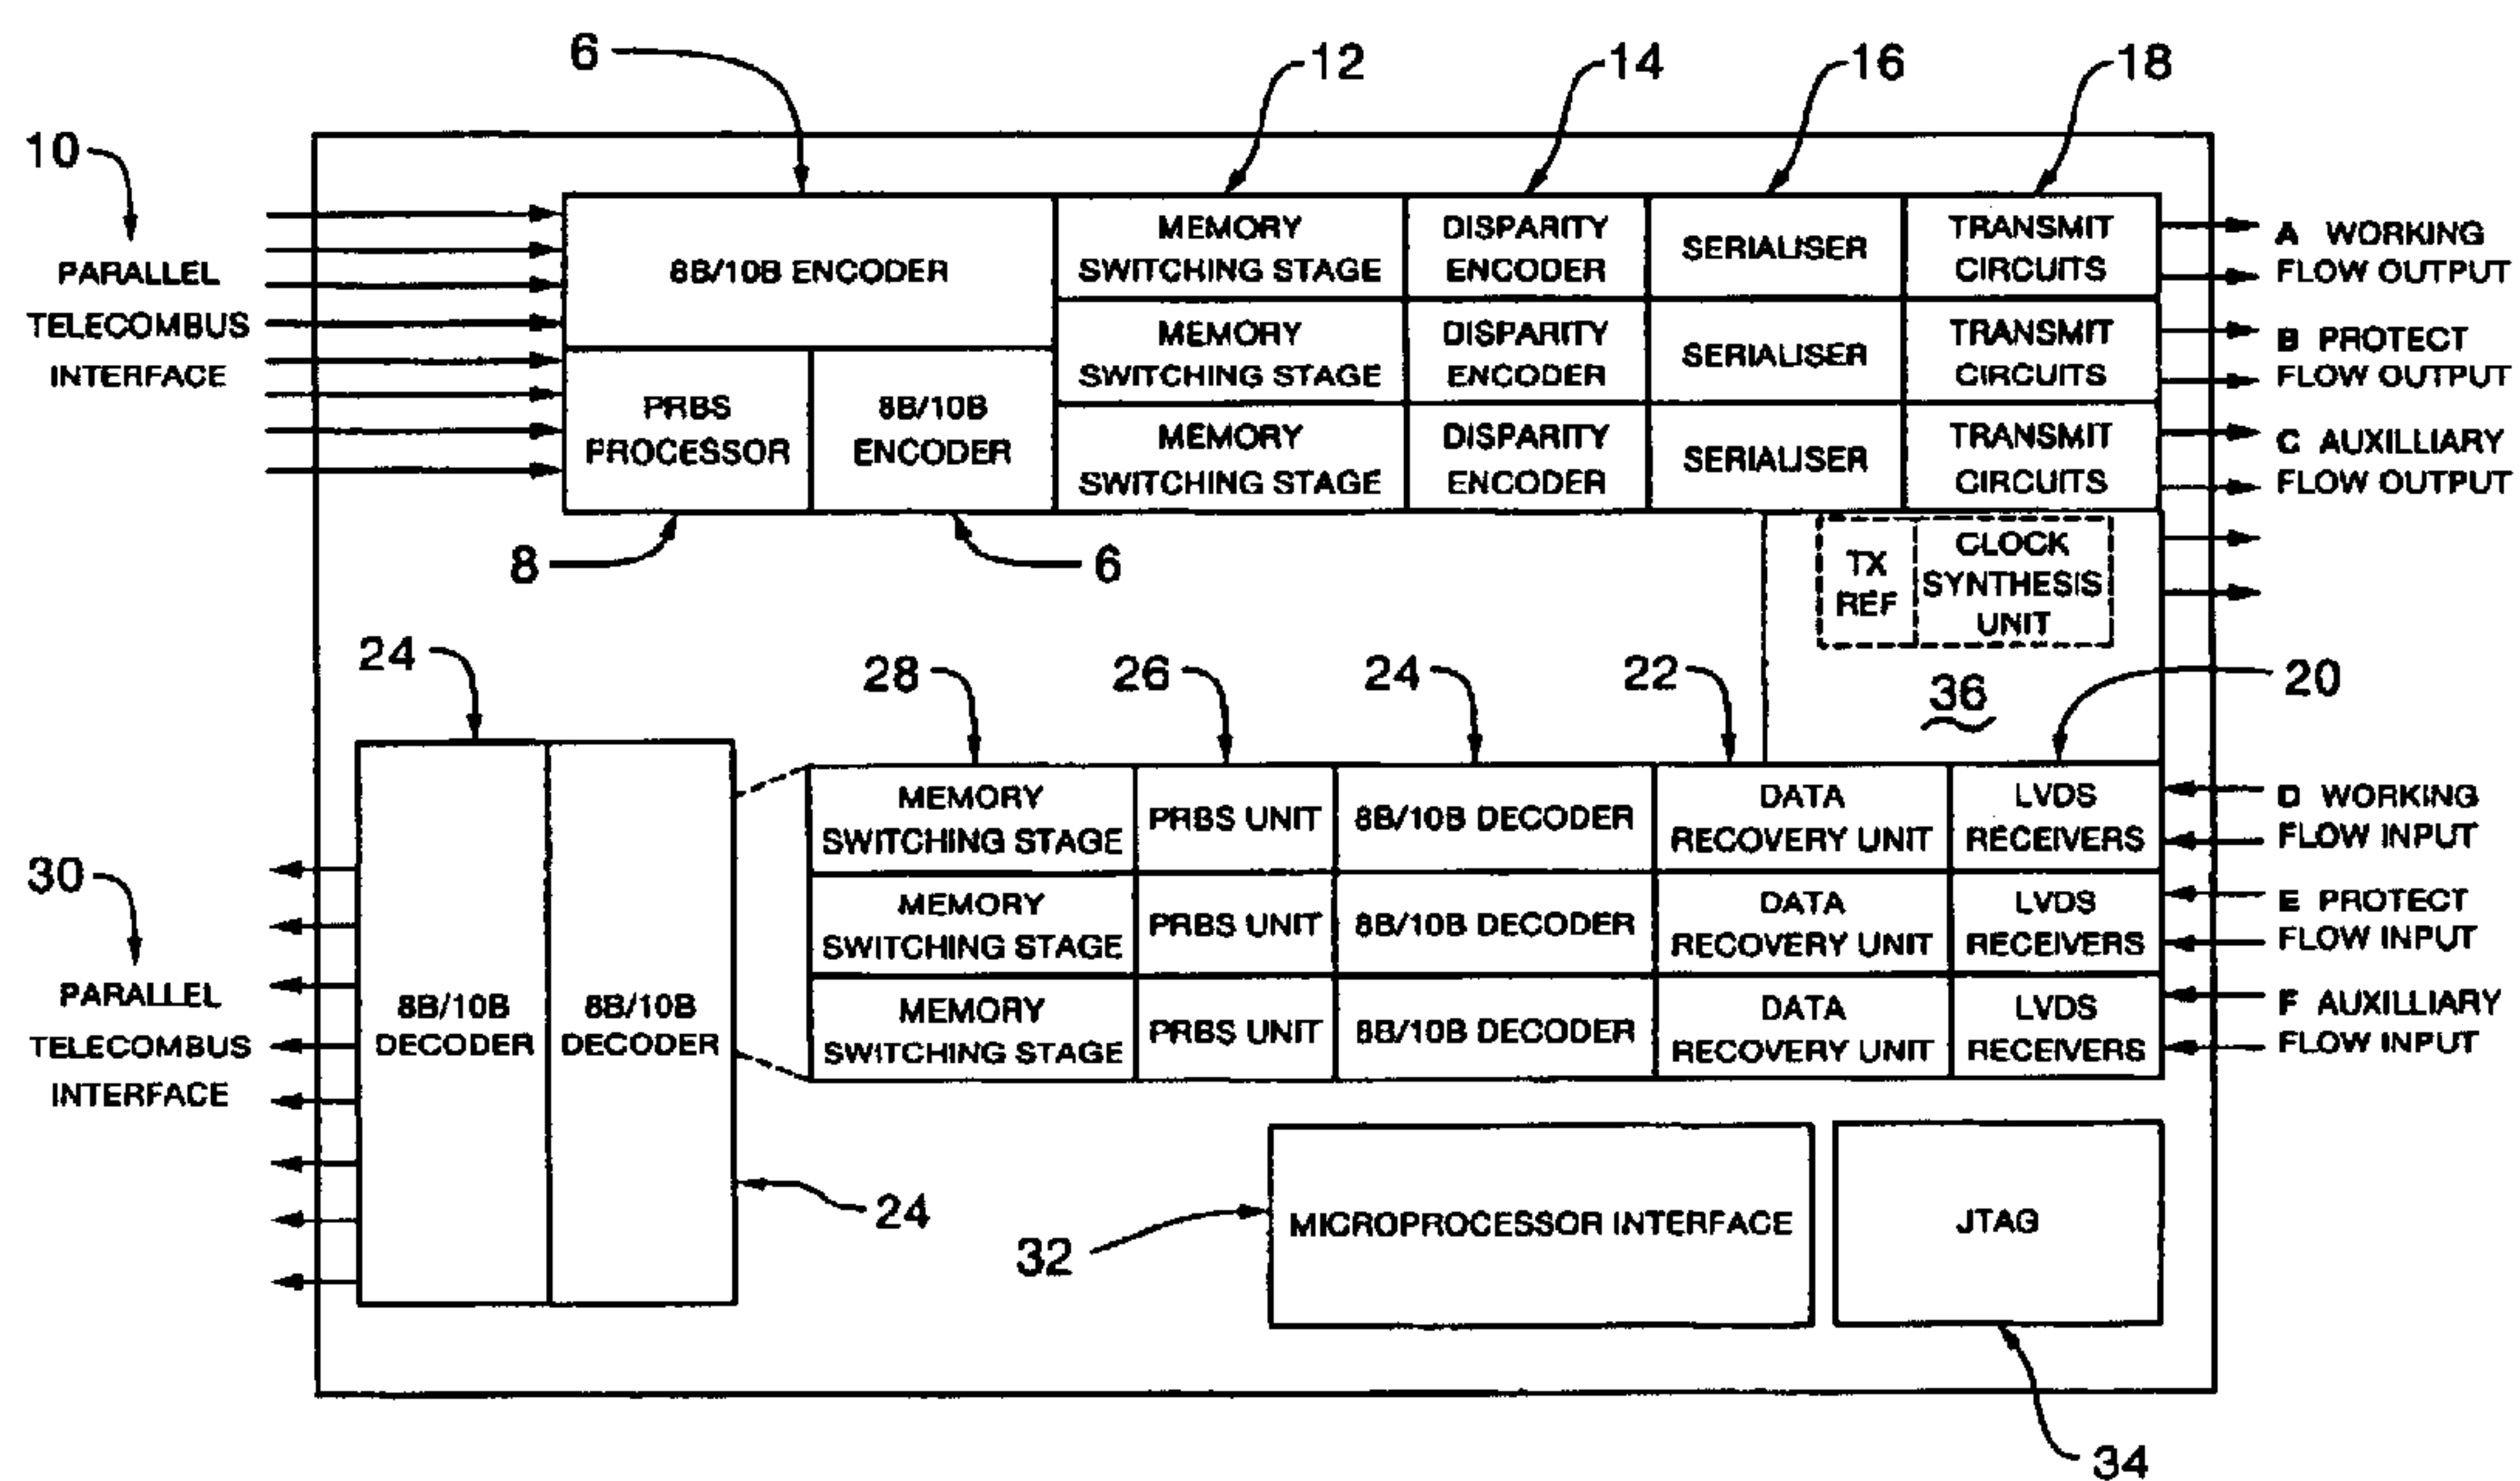 6
12
14
16
18
10
PARALLEL
TELECOMBUS
INTERFACE
8B/10B ENCODER
PRBS
PROCESSOR
8B/10B
ENCODER
MEMORY
SWITCHING STAGE
DISPARITY
ENCODER
SERIALISER
TRANSMIT
CIRCUITS
A WORKING
FLOW OUTPUT
MEMORY
SWITCHING STAGE
DISPARITY
ENCODER
SERIALISER
TRANSMIT
CIRCUITS
B PROTECT
FLOW OUTPUT
MEMORY
SWITCHING STAGE
DISPARITY
ENCODER
SERIALISER
TRANSMIT
CIRCUITS
C AUXILLIARY
FLOW OUTPUT
8
6
TX
REF
CLOCK
SYNTHESIS
UNIT
36
24
28
26
24
22
20
30
PARALLEL
TELECOMBUS
INTERFACE
8B/10B
DECODER
8B/10B
DECODER
24
MEMORY
SWITCHING STAGE
PRBS UNIT
8B/10B DECODER
DATA
RECOVERY UNIT
LVDS
RECEIVERS
D WORKING
FLOW INPUT
MEMORY
SWITCHING STAGE
PRBS UNIT
8B/10B DECODER
DATA
RECOVERY UNIT
LVDS
RECEIVERS
E PROTECT
FLOW INPUT
MEMORY
SWITCHING STAGE
PRBS UNIT
8B/10B DECODER
DATA
RECOVERY UNIT
LVDS
RECEIVERS
F AUXILLIARY
FLOW INPUT
32
MICROPROCESSOR INTERFACE
JTAG
34